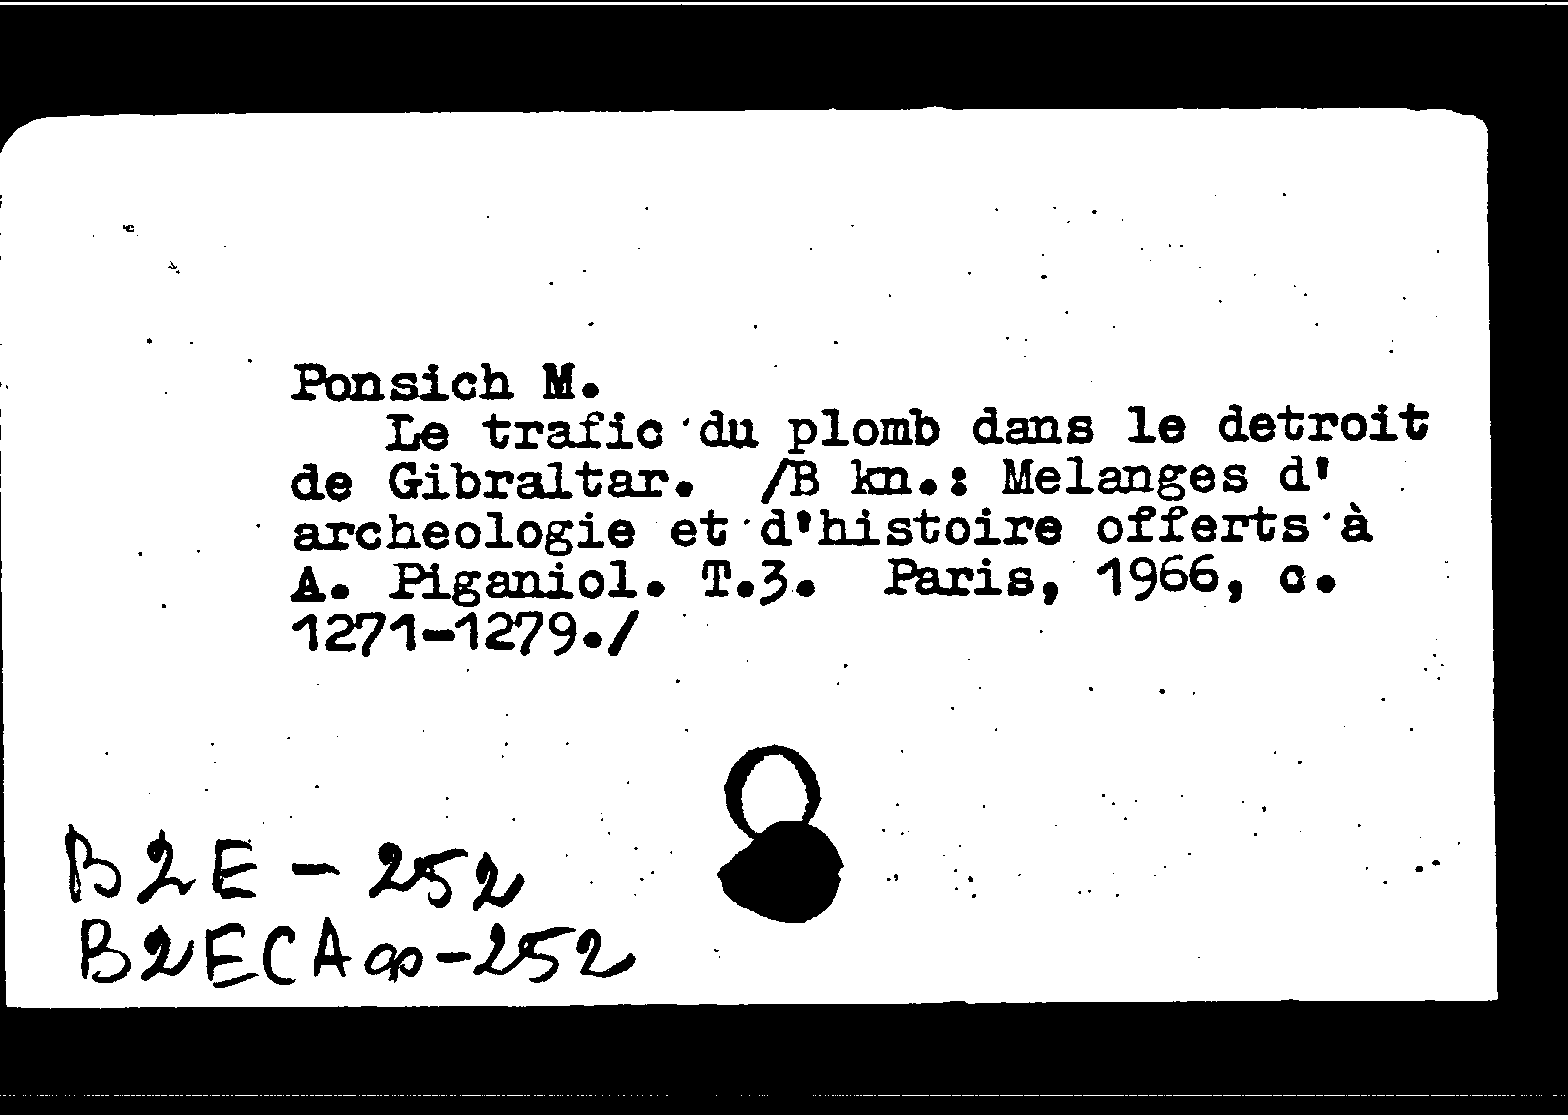 Ponsich M.
Le trafic du plomb dans le detroit
de Gibraltar. /B kn.: Melanges d'
archeologie et d'histoire offerts à
A. Piganiol. T.3. Paris, 1966, c.
1271-1279./
B2E - 252
B2ECAф-252